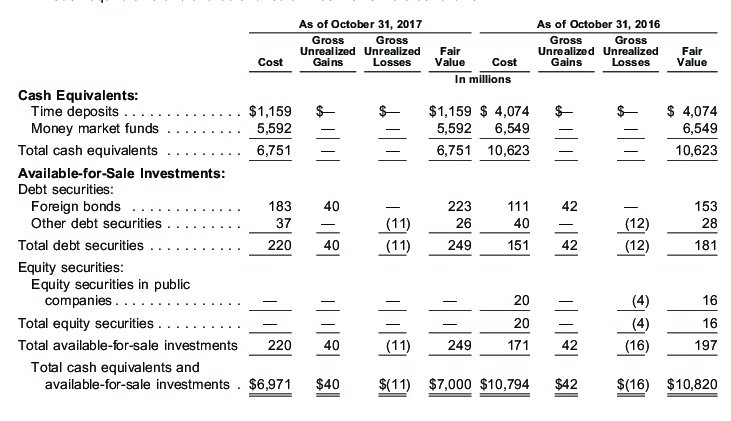 As of October 31, 2017 As of October 31, 2016
Gross Gross Gross Gross
Unrealized Unrealized Fair Unrealized Unrealized Fair
Cost Gains Losses Value Cost Gains Losses Value
In millions
Cash Equivalents:
Time deposits . . . . . . . . . . . . . . $1,159 $— $— $1,159 $ 4,074 $— $— $ 4,074
Money market funds . . . . . . . . . 5,592 — — 5,592 6,549 — — 6,549
Total cash equivalents . . . . . . . . . 6,751 — — 6,751 10,623 — — 10,623
Available-for-Sale Investments:
Debt securities:
Foreign bonds . . . . . . . . . . . . . 183 40 — 223 111 42 — 153
Other debt securities . . . . . . . . . 37 — (11) 26 40 — (12) 28
Total debt securities . . . . . . . . . . . 220 40 (11) 249 151 42 (12) 181
Equity securities:
Equity securities in public
companies . . . . . . . . . . . . . . . — — — — 20 — (4) 16
Total equity securities . . . . . . . . . . — — — — 20 — (4) 16
Total available-for-sale investments 220 40 (11) 249 171 42 (16) 197
Total cash equivalents and
available-for-sale investments . $6,971 $40 $(11) $7,000 $10,794 $42 $(16) $10,820